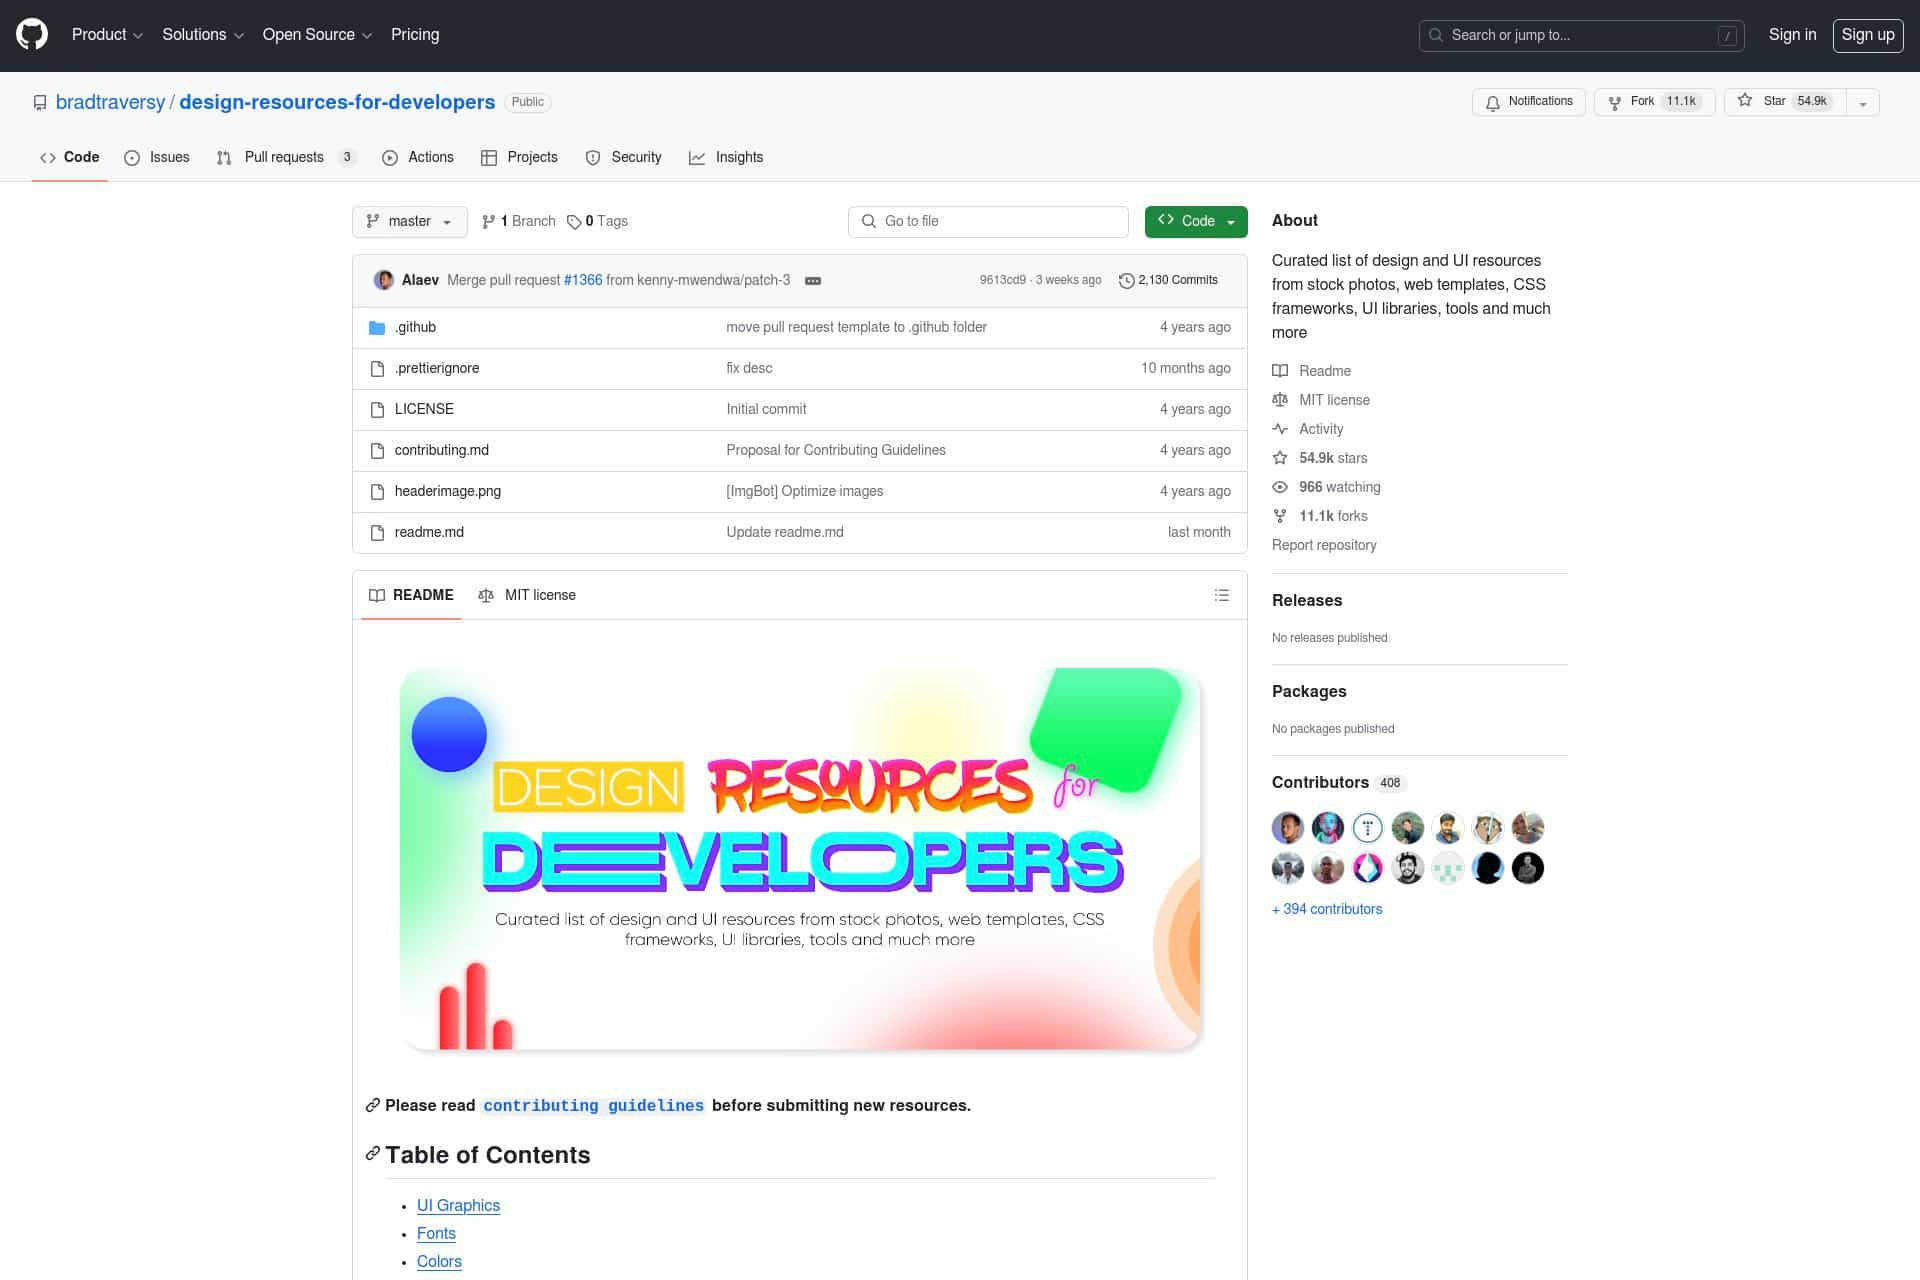 Product Solutions Open Source Pricing Search or jump to... / Sign in Sign up
bradtraversy / design-resources-for-developers Public Notifications Fork 11.1k Star 54.9k
Code Issues Pull requests 3 Actions Projects Security Insights
master 1 Branch 0 Tags Go to file Code
Alaev Merge pull request #1366 from kenny-mwendwa/patch-3 9613cd9 · 3 weeks ago 2,130 Commits
.github move pull request template to .github folder 4 years ago
.prettierignore fix desc 10 months ago
LICENSE Initial commit 4 years ago
contributing.md Proposal for Contributing Guidelines 4 years ago
headerimage.png [ImgBot] Optimize images 4 years ago
readme.md Update readme.md last month
README MIT license
DESIGN RESOURCES for
DEVELOPERS
Curated list of design and UI resources from stock photos, web templates, CSS
frameworks, UI libraries, tools and much more
Please read contributing guidelines before submitting new resources.
Table of Contents
UI Graphics
Fonts
Colors
About
Curated list of design and UI resources
from stock photos, web templates, CSS
frameworks, UI libraries, tools and much
more
Readme
MIT license
Activity
54.9k stars
966 watching
11.1k forks
Report repository
Releases
No releases published
Packages
No packages published
Contributors 408
+ 394 contributors